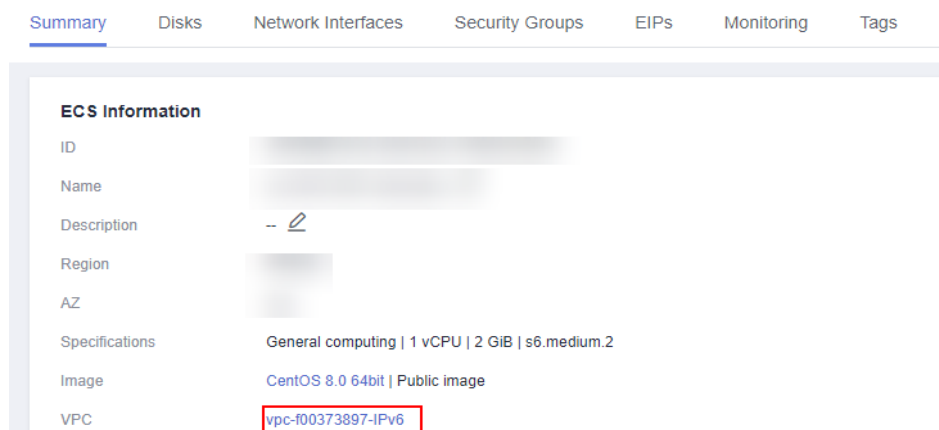 Summary Disks Network Interfaces Security Groups EIPs Monitoring Tags
ECS Information
ID
Name
Description --
Region
AZ
Specifications General computing | 1 vCPU | 2 GiB | s6.medium.2
Image CentOS 8.0 64bit | Public image
VPC vpc-f00373897-IPv6